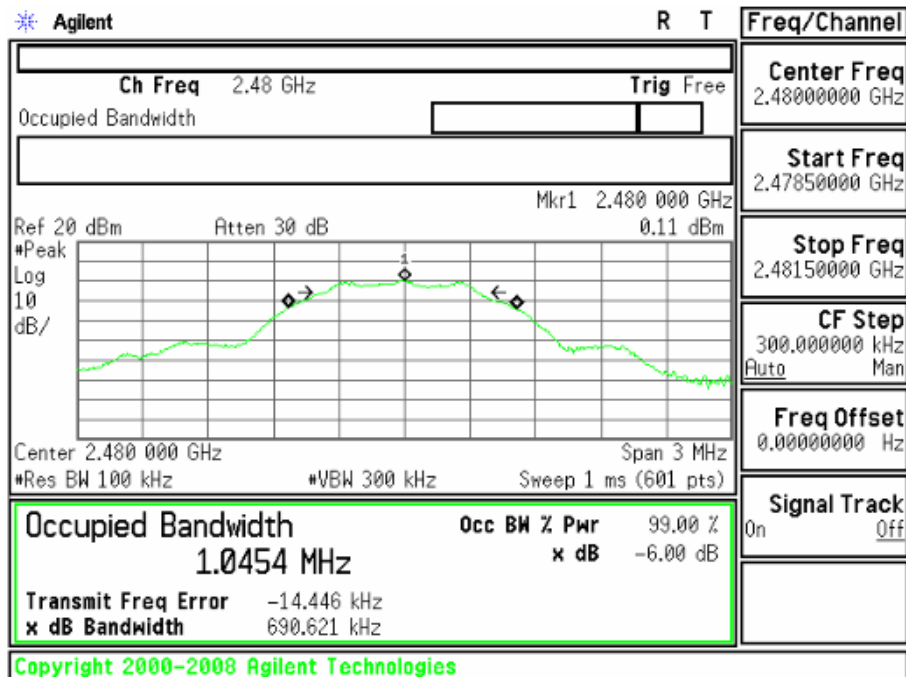 Agilent R T
Ch Freq 2.48 GHz Trig Free
Occupied Bandwidth
Mkr1 2.480 000 GHz
Ref 20 dBm Atten 30 dB 0.11 dBm
#Peak
Log
10
dB/
1
Center 2.480 000 GHz Span 3 MHz
#Res BW 100 kHz #VBW 300 kHz Sweep 1 ms (601 pts)
Occupied Bandwidth
1.0454 MHz
Occ BW % Pwr 99.00 %
x dB -6.00 dB
Transmit Freq Error -14.446 kHz
x dB Bandwidth 690.621 kHz
Copyright 2000-2008 Agilent Technologies
Freq/Channel
Center Freq
2.48000000 GHz
Start Freq
2.47850000 GHz
Stop Freq
2.48150000 GHz
CF Step
300.000000 kHz
Auto Man
Freq Offset
0.00000000 Hz
Signal Track
On Off